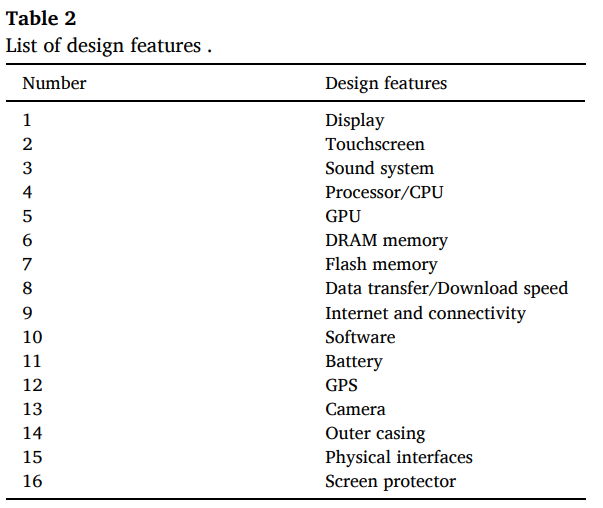 Table 2
List of design features .
Number Design features
1 Display
2 Touchscreen
3 Sound system
4 Processor/CPU
5 GPU
6 DRAM memory
7 Flash memory
8 Data transfer/Download speed
9 Internet and connectivity
10 Software
11 Battery
12 GPS
13 Camera
14 Outer casing
15 Physical interfaces
16 Screen protector